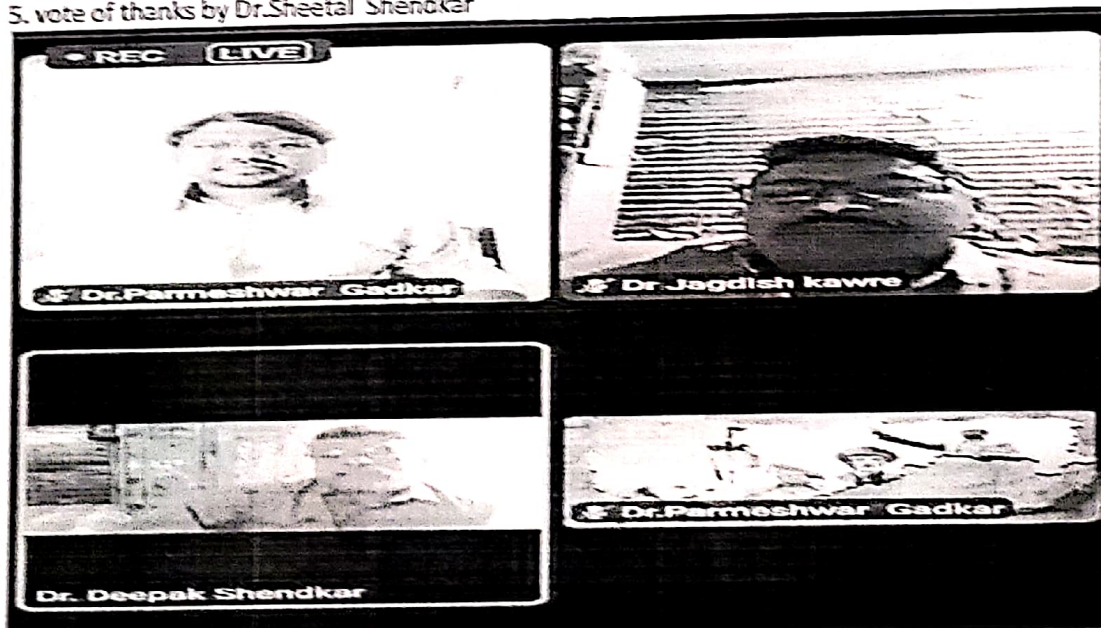 5. vote of thanks by Dr.Sheetal Shendkar
REC LIVE
Dr.Parmeshwar Gadkar
Dr Jagdish kawre
Dr.Parmeshwar Gadkar
Dr. Deepak Shendkar